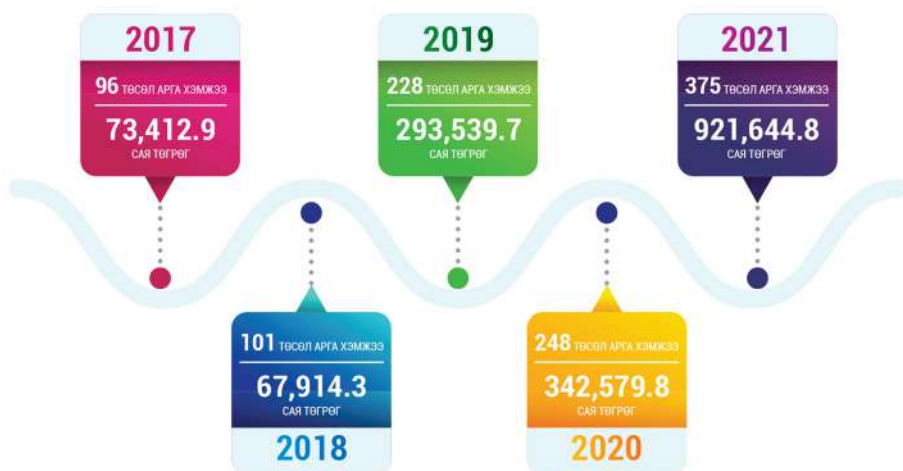 2017
96 ТӨСӨЛ АРГА ХЭМЖЭЭ
73,412.9
САЯ ТӨГРӨГ
101 ТӨСӨЛ АРГА ХЭМЖЭЭ
67,914.3
САЯ ТӨГРӨГ
2018
2019
228 ТӨСӨЛ АРГА ХЭМЖЭЭ
293,539.7
САЯ ТӨГРӨГ
248 ТӨСӨЛ АРГА ХЭМЖЭЭ
342,579.8
САЯ ТӨГРӨГ
2020
2021
375 ТӨСӨЛ АРГА ХЭМЖЭЭ
921,644.8
САЯ ТӨГРӨГ